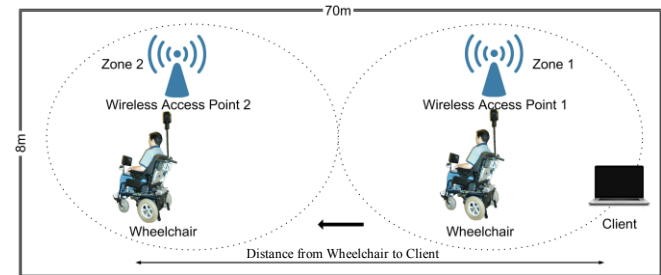 70m
Zone 2
Zone 1
Wireless Access Point 2
Wireless Access Point 1
8m
Wheelchair
Wheelchair
Client
Distance from Wheelchair to Client